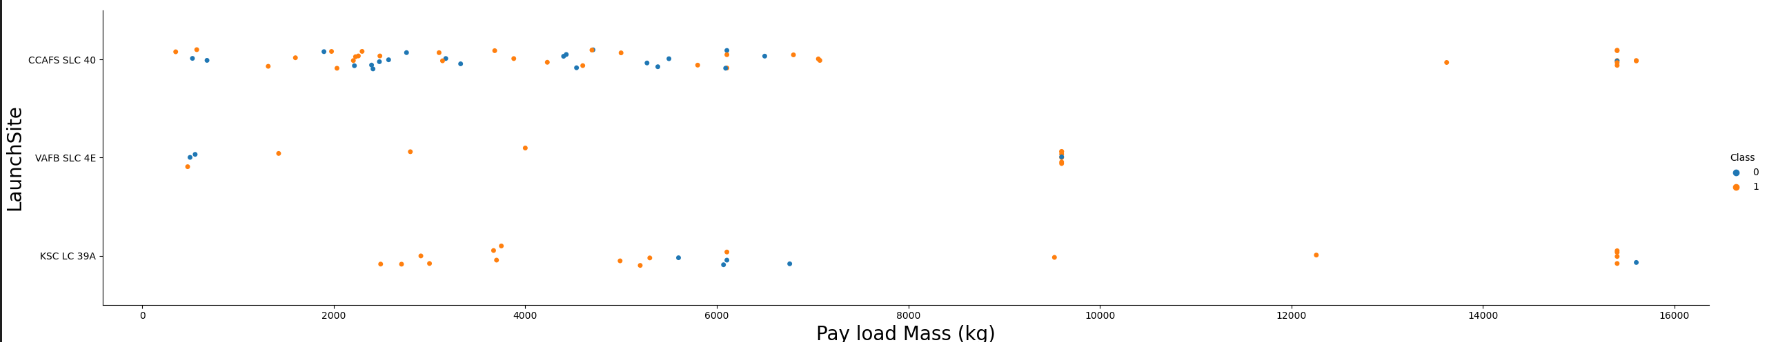 CCAFS SLC 40
VAFB SLC 4E
KSC LC 39A
LaunchSite
0 2000 4000 6000 8000 10000 12000 14000 16000
Pay load Mass (kg)
Class
0
1